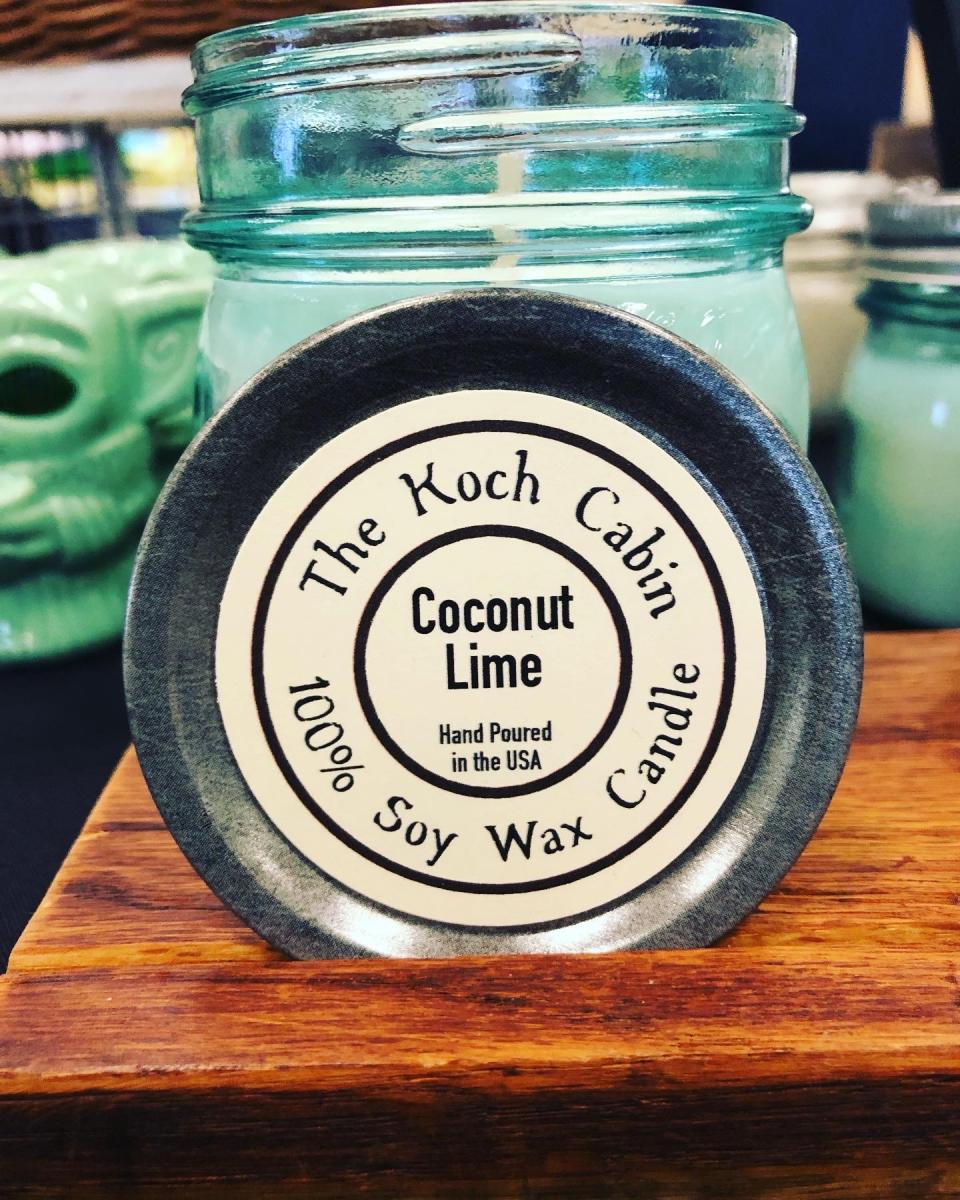 The Koch Cabin
Coconut
Lime
Hand Poured
in the USA
100% Soy Wax Candle